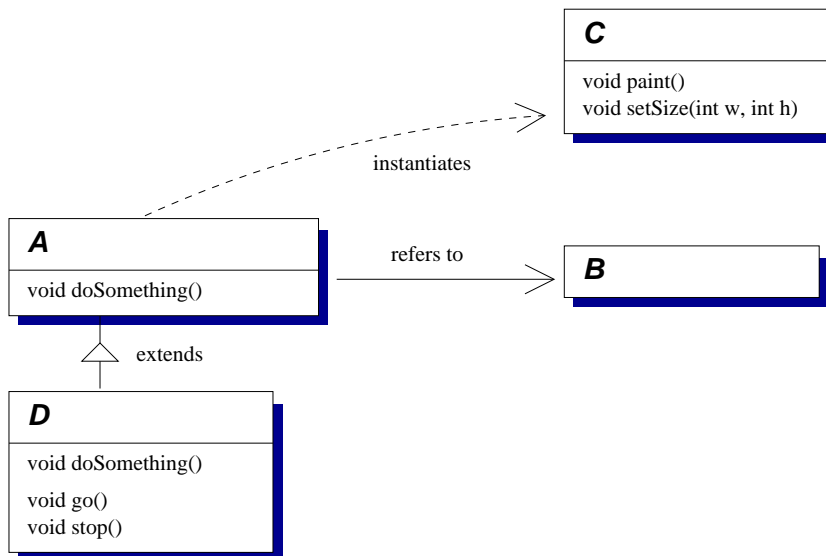 C
void paint()
void setSize(int w, int h)
instantiates
A
void doSomething()
refers to
B
extends
D
void doSomething()
void go()
void stop()